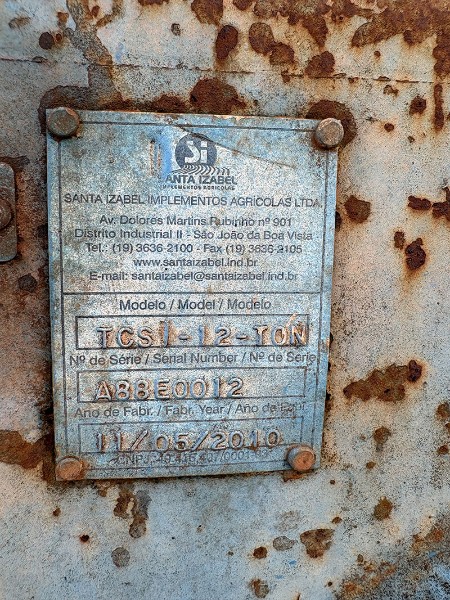 Si
SANTA IZABEL
IMPLEMENTOS AGRÍCOLAS
SANTA IZABEL IMPLEMENTOS AGRÍCOLAS LTDA.
Av. Dolores Martins Rubinho nº 901
Distrito Industrial II - São João da Boa Vista
Tel.: (19) 3636-2100 - Fax (19) 3636-2105
www.santaizabel.ind.br
E-mail: santaizabel@santaizabel.ind.br
Modelo / Model / Modelo
TCSI-12-TON
Nº de Série / Serial Number / Nº de Serie
A88E0012
Ano de Fabr. / Fabr. Year / Año de Fabr.
11/05/2010